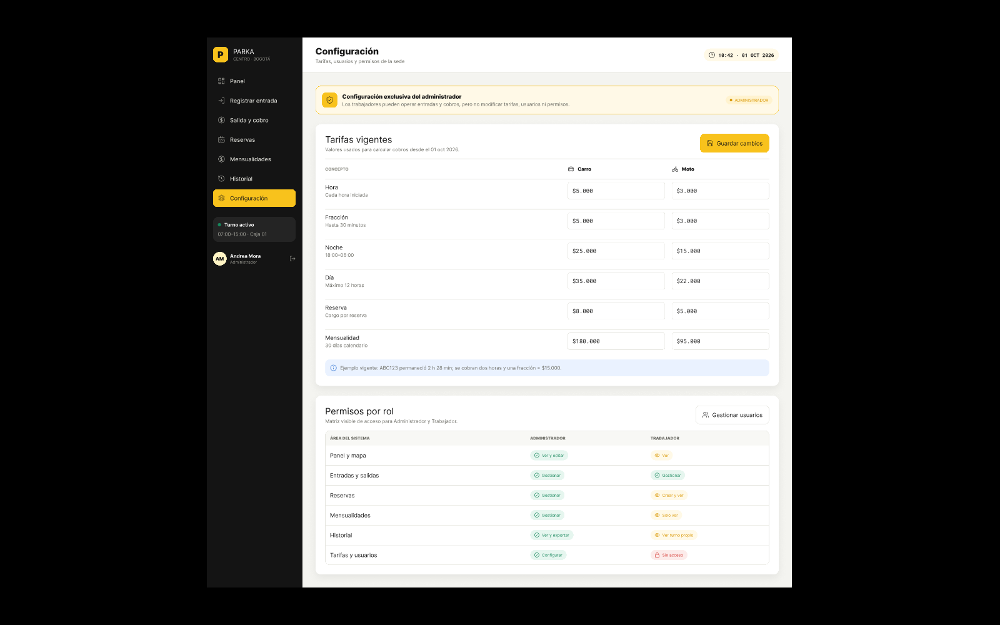 P
PARKA
CENTRO · BOGOTÁ
Panel
Registrar entrada
Salida y cobro
Reservas
Mensualidades
Historial
Configuración
Turno activo
07:00–15:00 · Caja 01
AM
Andrea Mora
Administrador
Configuración
Tarifas, usuarios y permisos de la sede
10:42 · 01 OCT 2026
Configuración exclusiva del administrador
Los trabajadores pueden operar entradas y cobros, pero no modificar tarifas, usuarios ni permisos.
ADMINISTRADOR
Tarifas vigentes
Valores usados para calcular cobros desde el 01 oct 2026.
Guardar cambios
CONCEPTO Carro Moto
Hora
Cada hora iniciada
$5.000 $3.000
Fracción
Hasta 30 minutos
$5.000 $3.000
Noche
18:00–06:00
$25.000 $15.000
Día
Máximo 12 horas
$35.000 $22.000
Reserva
Cargo por reserva
$8.000 $5.000
Mensualidad
30 días calendario
$180.000 $95.000
Ejemplo vigente: ABC123 permaneció 2 h 28 min; se cobran dos horas y una fracción = $15.000.
Permisos por rol
Matriz visible de acceso para Administrador y Trabajador.
Gestionar usuarios
ÁREA DEL SISTEMA ADMINISTRADOR TRABAJADOR
Panel y mapa Ver y editar Ver
Entradas y salidas Gestionar Gestionar
Reservas Gestionar Crear y ver
Mensualidades Gestionar Solo ver
Historial Ver y exportar Ver turno propio
Tarifas y usuarios Configurar Sin acceso